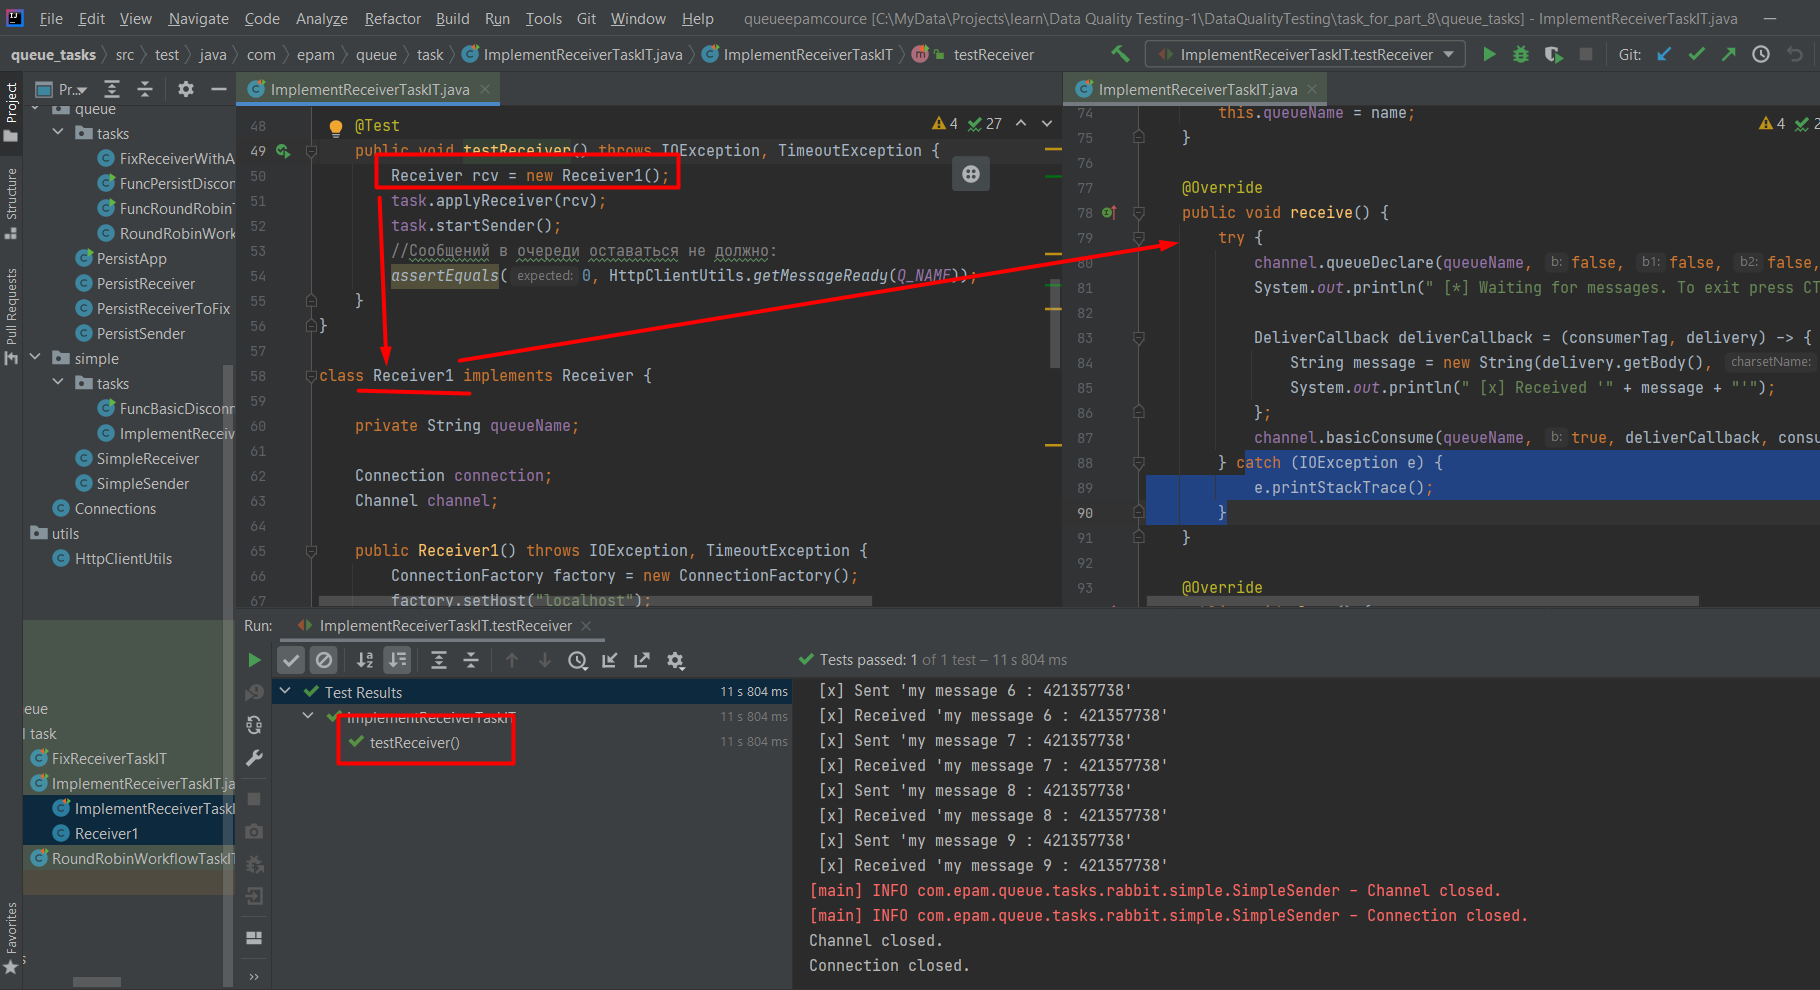 File Edit View Navigate Code Analyze Refactor Build Run Tools Git Window Help queueepamcource [C:\MyData\Projects\learn\Data Quality Testing-1\DataQualityTesting\task_for_part_8\queue_tasks] - ImplementReceiverTaskIT.java
queue_tasks src test java com epam queue task ImplementReceiverTaskIT.java ImplementReceiverTaskIT testReceiver ImplementReceiverTaskIT.testReceiver Git:
Project
Structure
Pull Requests
Favorites
Pr...
queue
tasks
FixReceiverWithA
FuncPersistDiscon
FuncRoundRobinT
RoundRobinWork
PersistApp
PersistReceiver
PersistReceiverToFix
PersistSender
simple
tasks
FuncBasicDisconn
ImplementReceiv
SimpleReceiver
SimpleSender
Connections
utils
HttpClientUtils
eue
l task
FixReceiverTaskIT
ImplementReceiverTaskIT.ja
ImplementReceiverTaskI
Receiver1
RoundRobinWorkflowTaskIT
ImplementReceiverTaskIT.java
4 27
48 @Test
49 public void testReceiver() throws IOException, TimeoutException {
50 Receiver rcv = new Receiver1();
51 task.applyReceiver(rcv);
52 task.startSender();
53 //Сообщений в очереди оставаться не должно:
54 assertEquals( expected: 0, HttpClientUtils.getMessageReady(Q_NAME));
55 }
56 }
57
58 class Receiver1 implements Receiver {
59
60 private String queueName;
61
62 Connection connection;
63 Channel channel;
64
65 public Receiver1() throws IOException, TimeoutException {
66 ConnectionFactory factory = new ConnectionFactory();
67 factory.setHost("localhost");
ImplementReceiverTaskIT.java
4 2
74 this.queueName = name;
75 }
76
77 @Override
78 public void receive() {
79 try {
80 channel.queueDeclare(queueName, b: false, b1: false, b2: false,
81 System.out.println(" [*] Waiting for messages. To exit press CT
82
83 DeliverCallback deliverCallback = (consumerTag, delivery) -> {
84 String message = new String(delivery.getBody(), charsetName:
85 System.out.println(" [x] Received '" + message + "'");
86 };
87 channel.basicConsume(queueName, b: true, deliverCallback, consu
88 } catch (IOException e) {
89 e.printStackTrace();
90 }
91 }
92
93 @Override
Run: ImplementReceiverTaskIT.testReceiver
Tests passed: 1 of 1 test – 11 s 804 ms
Test Results 11 s 804 ms
ImplementReceiverTaskIT 11 s 804 ms
testReceiver() 11 s 804 ms
[x] Sent 'my message 6 : 421357738'
[x] Received 'my message 6 : 421357738'
[x] Sent 'my message 7 : 421357738'
[x] Received 'my message 7 : 421357738'
[x] Sent 'my message 8 : 421357738'
[x] Received 'my message 8 : 421357738'
[x] Sent 'my message 9 : 421357738'
[x] Received 'my message 9 : 421357738'
[main] INFO com.epam.queue.tasks.rabbit.simple.SimpleSender - Channel closed.
[main] INFO com.epam.queue.tasks.rabbit.simple.SimpleSender - Connection closed.
Channel closed.
Connection closed.